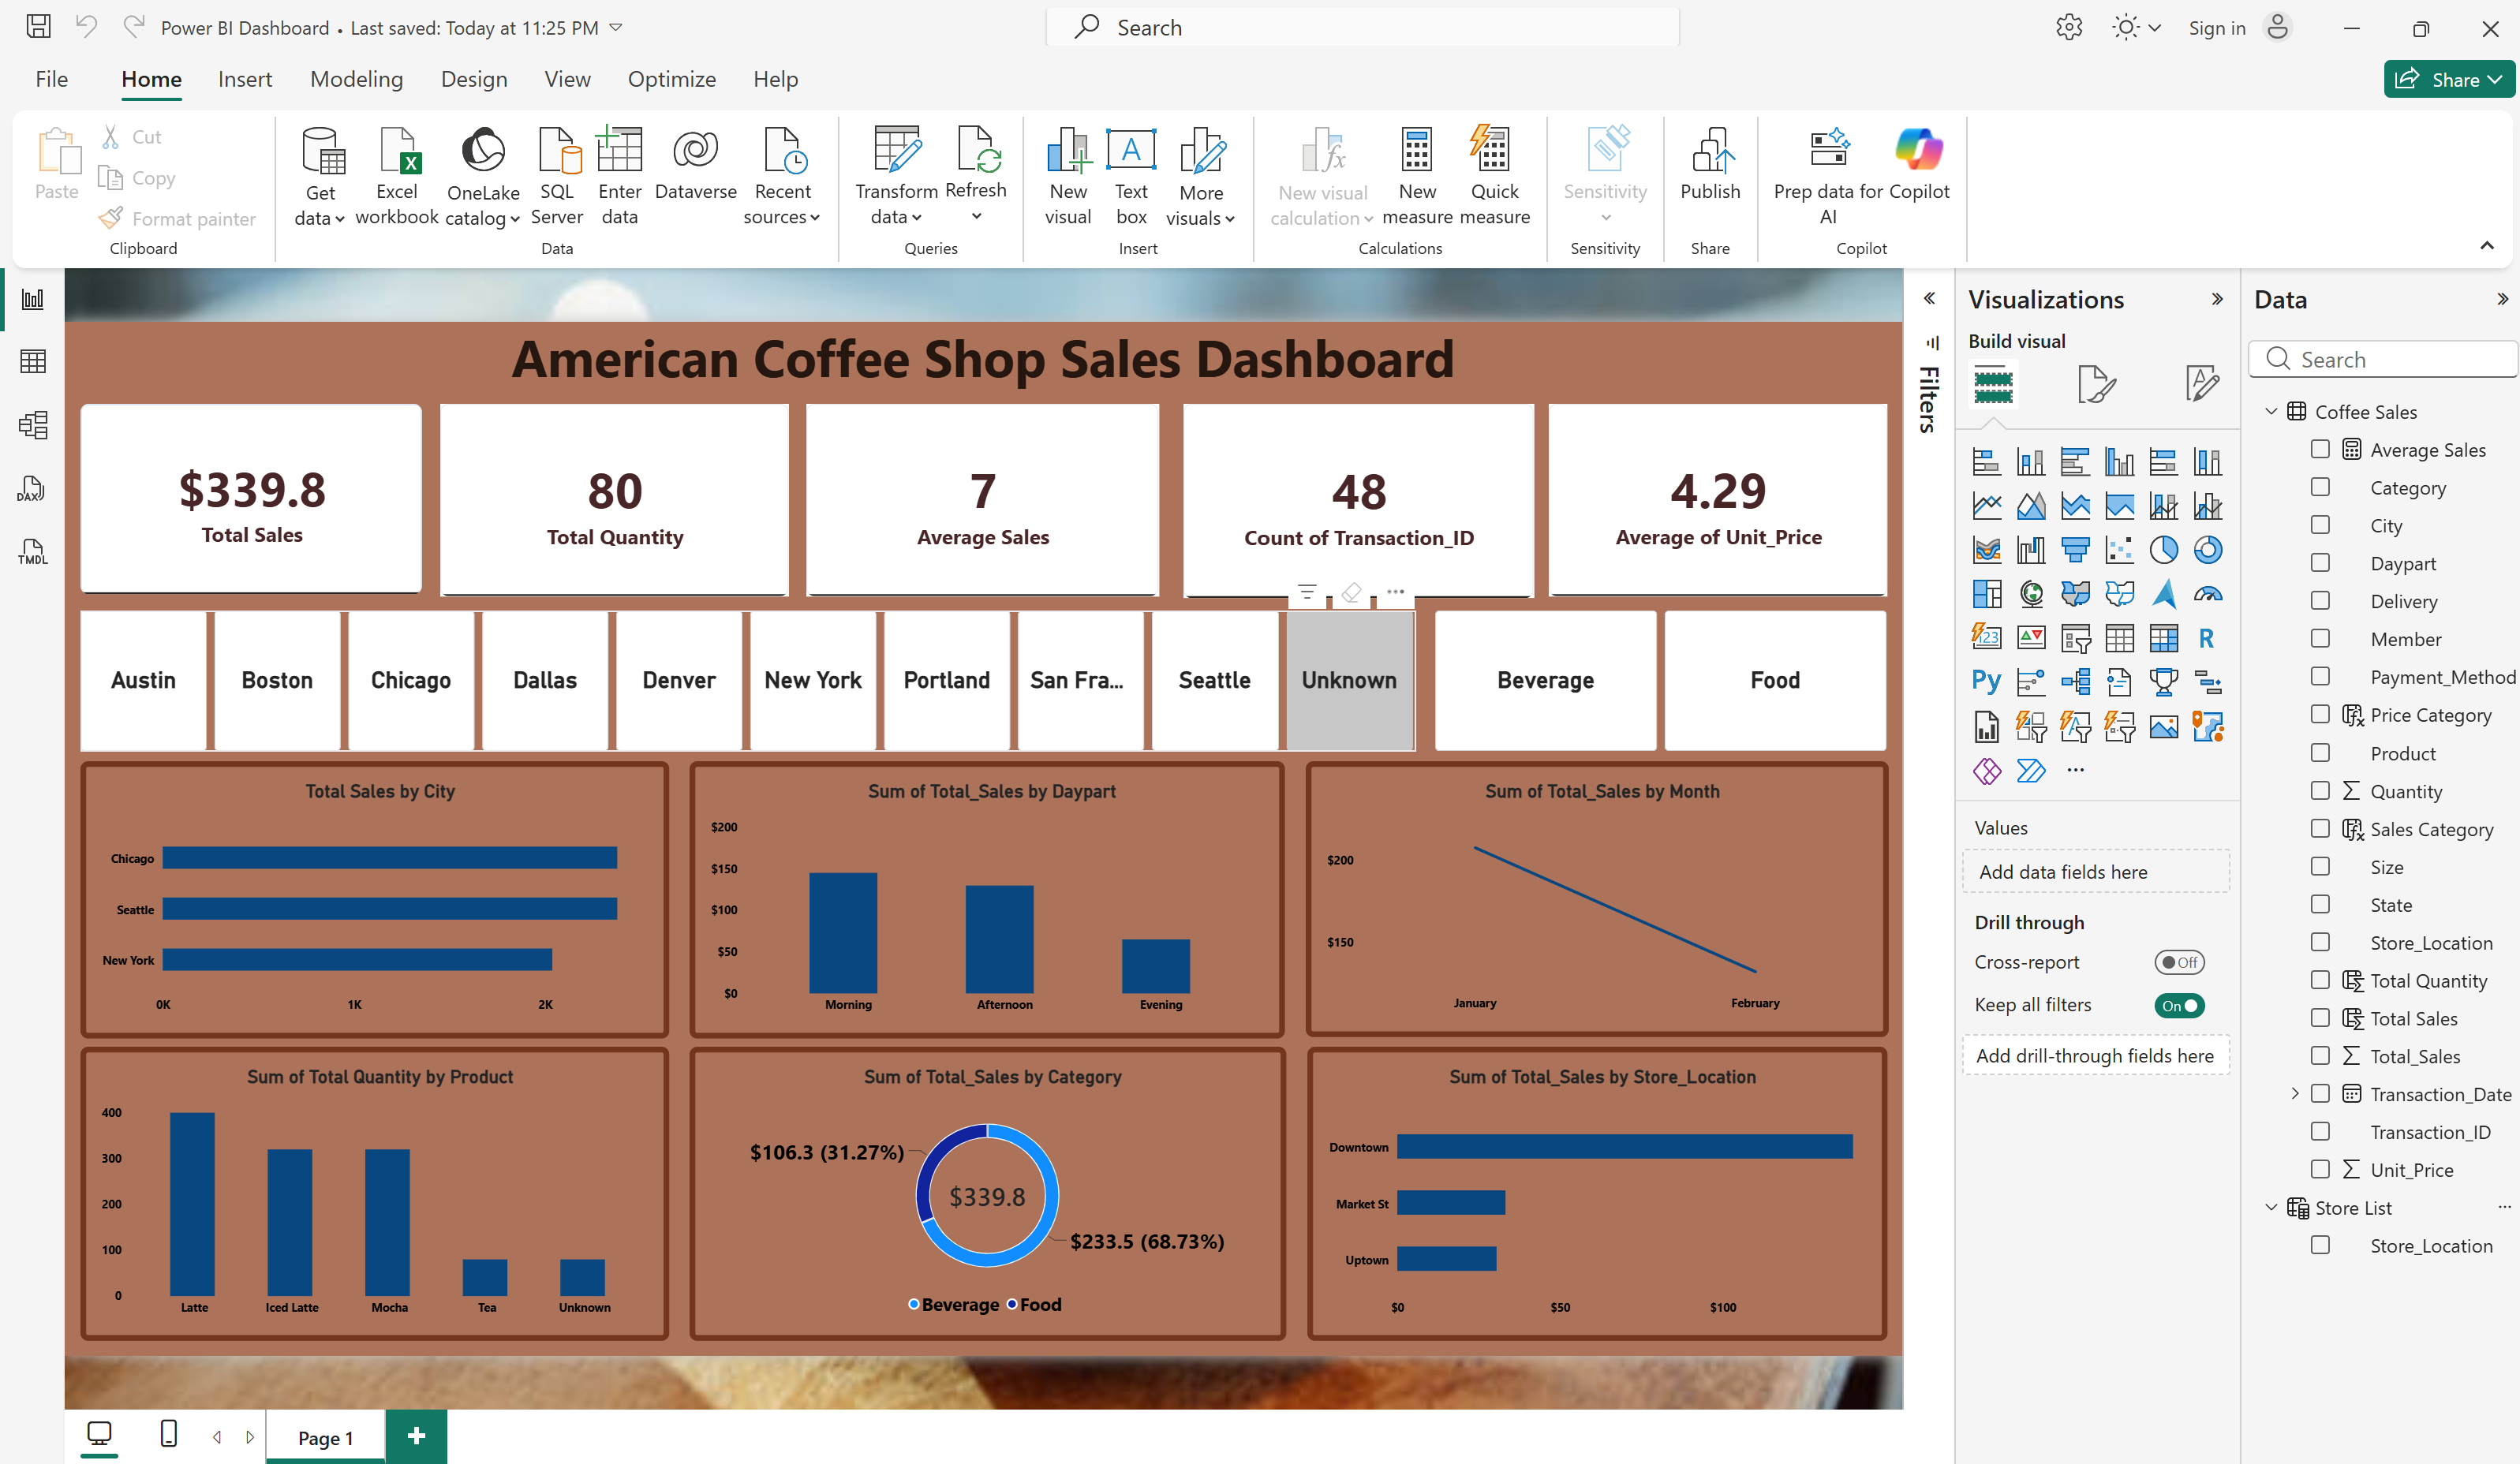 Power BI Dashboard • Last saved: Today at 11:25 PM
Search
Sign in
File Home Insert Modeling Design View Optimize Help
Share
Paste
Cut
Copy
Format painter
Clipboard
Get data
Excel workbook
OneLake catalog
SQL Server
Enter data
Dataverse
Recent sources
Data
Transform data
Refresh
Queries
New visual
Text box
More visuals
Insert
New visual calculation
New measure
Quick measure
Calculations
Sensitivity
Sensitivity
Publish
Share
Prep data for AI
Copilot
Copilot
DAX
TMDL
American Coffee Shop Sales Dashboard
$339.8
Total Sales
80
Total Quantity
7
Average Sales
48
Count of Transaction_ID
4.29
Average of Unit_Price
Austin
Boston
Chicago
Dallas
Denver
New York
Portland
San Fra...
Seattle
Unknown
Beverage
Food
Total Sales by City
Chicago
Seattle
New York
0K 1K 2K
Sum of Total_Sales by Daypart
$200
$150
$100
$50
$0
Morning Afternoon Evening
Sum of Total_Sales by Month
$200
$150
January February
Sum of Total Quantity by Product
400
300
200
100
0
Latte Iced Latte Mocha Tea Unknown
Sum of Total_Sales by Category
$106.3 (31.27%)
$339.8
$233.5 (68.73%)
Beverage Food
Sum of Total_Sales by Store_Location
Downtown
Market St
Uptown
$0 $50 $100
Page 1
Filters
Visualizations
Build visual
123
R
Py
Values
Add data fields here
Drill through
Cross-report
Off
Keep all filters
On
Add drill-through fields here
Data
Search
Coffee Sales
Average Sales
Category
City
Daypart
Delivery
Member
Payment_Method
Price Category
Product
Quantity
Sales Category
Size
State
Store_Location
Total Quantity
Total Sales
Total_Sales
Transaction_Date
Transaction_ID
Unit_Price
Store List
Store_Location